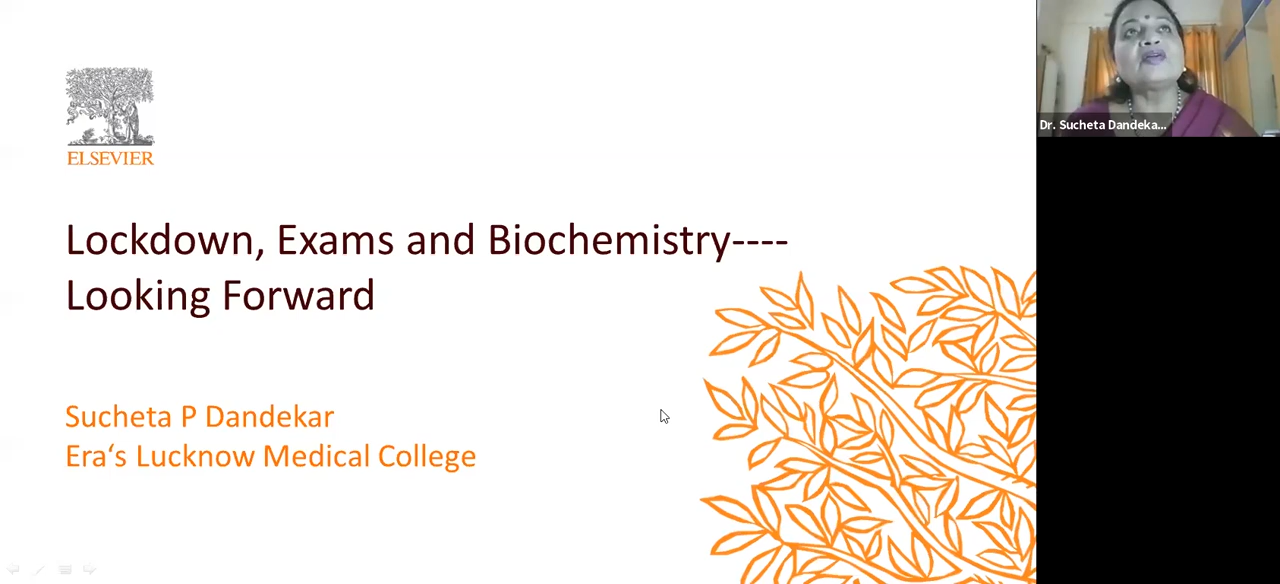 ELSEVIER
Lockdown, Exams and Biochemistry----
Looking Forward
Sucheta P Dandekar
Era‘s Lucknow Medical College
Dr. Sucheta Dandeka...